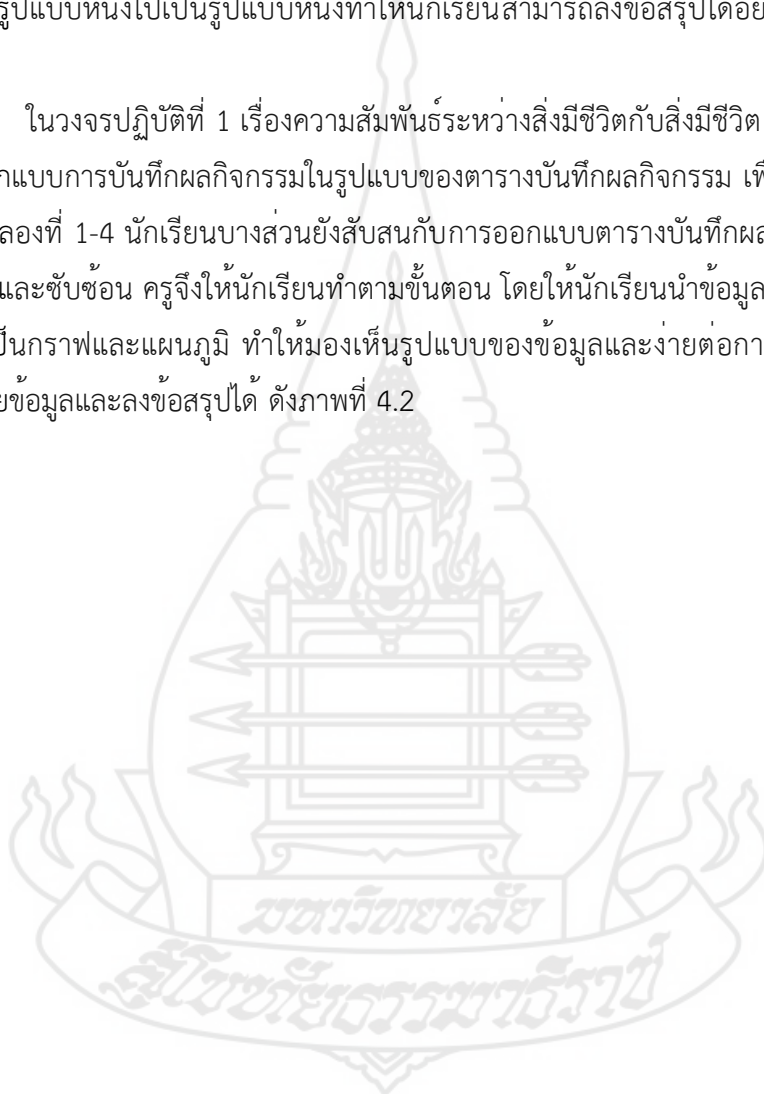 รูปแบบหนึ่งไปเป็นรูปแบบหนึ่งทำให้นักเรียนสามารถลงข้อสรุปได้อย
ในวงจรปฏิบัติที่ 1 เรื่องความสัมพันธ์ระหว่างสิ่งมีชีวิตกับสิ่งมีชีวิต
กแบบการบันทึกผลกิจกรรมในรูปแบบของตารางบันทึกผลกิจกรรม เพื
ลองที่ 1-4 นักเรียนบางส่วนยังสับสนกับการออกแบบตารางบันทึกผล
และซับซ้อน ครูจึงให้นักเรียนทำตามขั้นตอน โดยให้นักเรียนนำข้อมูล
ป็นกราฟและแผนภูมิ ทำให้มองเห็นรูปแบบของข้อมูลและง่ายต่อกา
ยข้อมูลและลงข้อสรุปได้ ดังภาพที่ 4.2
มหาวิทยาลัย
สุโขทัยธรรมาธิราช